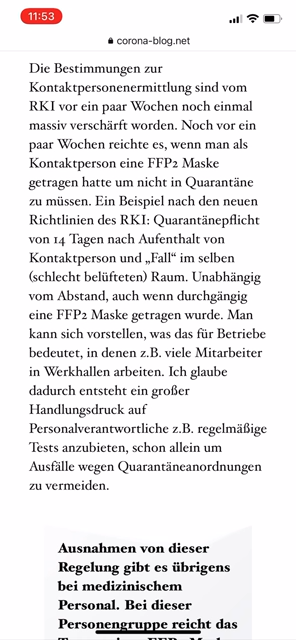 11:53
corona-blog.net
Die Bestimmungen zur
Kontaktpersonenermittlung sind vom
RKI vor ein paar Wochen noch einmal
massiv verschärft worden. Noch vor ein
paar Wochen reichte es, wenn man als
Kontaktperson eine FFP2 Maske
getragen hatte um nicht in Quarantäne
zu müssen. Ein Beispiel nach den neuen
Richtlinien des RKI: Quarantänepflicht
von 14 Tagen nach Aufenthalt von
Kontaktperson und „Fall“ im selben
(schlecht belüfteten) Raum. Unabhängig
vom Abstand, auch wenn durchgängig
eine FFP2 Maske getragen wurde. Man
kann sich vorstellen, was das für Betriebe
bedeutet, in denen z.B. viele Mitarbeiter
in Werkhallen arbeiten. Ich glaube
dadurch entsteht ein großer
Handlungsdruck auf
Personalverantwortliche z.B. regelmäßige
Tests anzubieten, schon allein um
Ausfälle wegen Quarantäneanordnungen
zu vermeiden.
Ausnahmen von dieser
Regelung gibt es übrigens
bei medizinischem
Personal. Bei dieser
Personengruppe reicht das